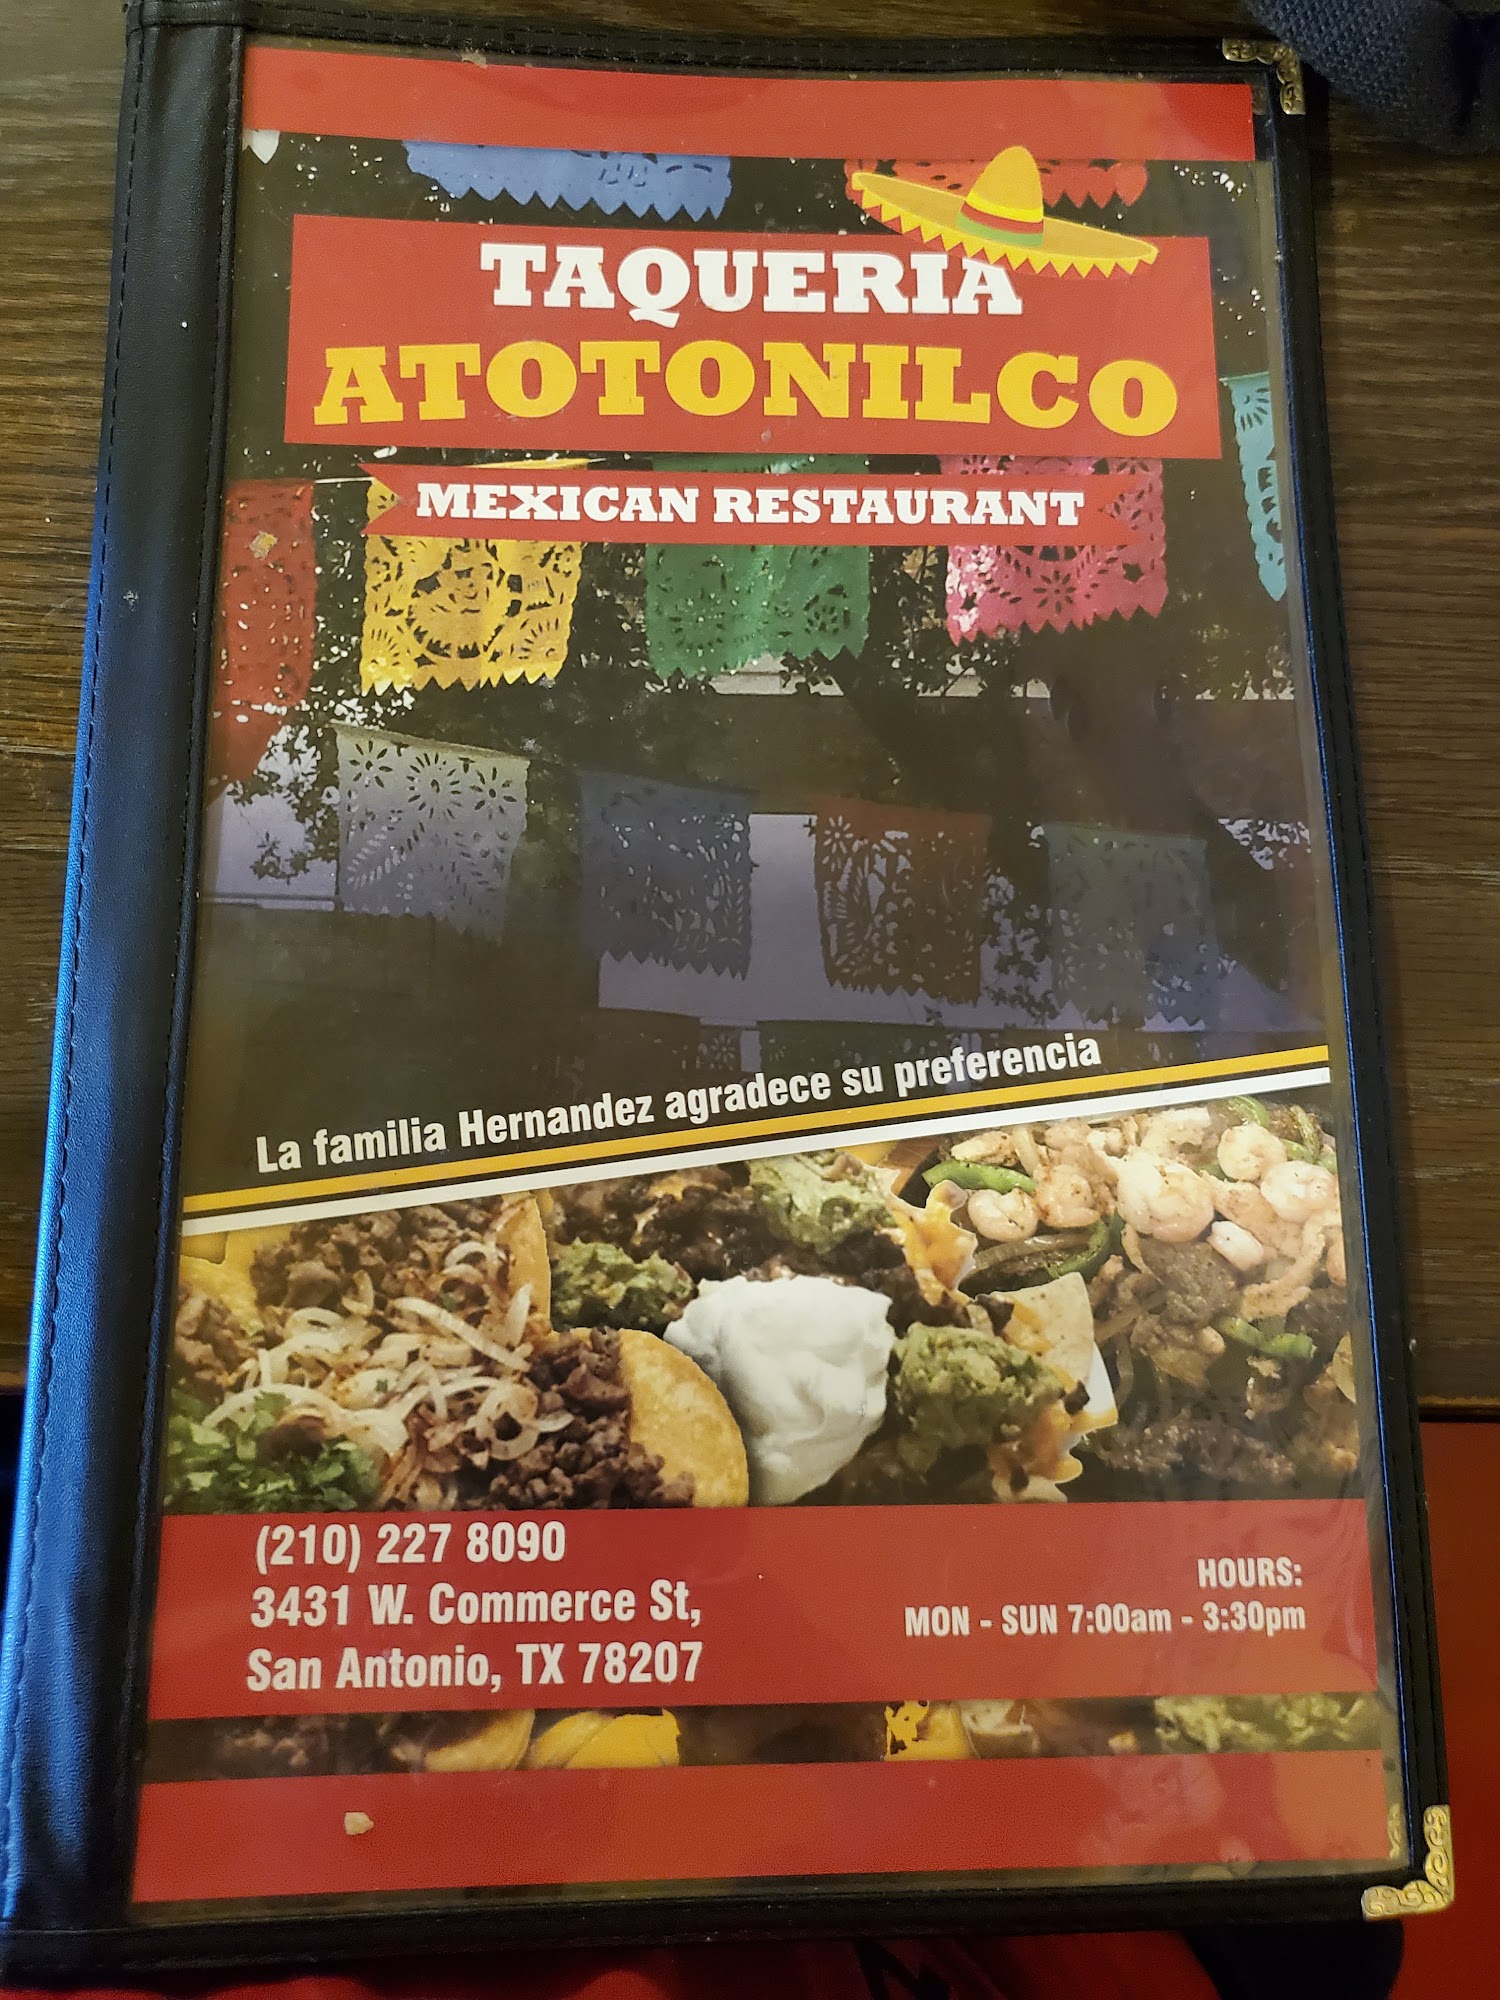 TAQUERIA
ATOTONILCO
MEXICAN RESTAURANT
La familia Hernandez agradece su preferencia
(210) 227 8090
3431 W. Commerce St,
San Antonio, TX 78207
HOURS:
MON - SUN 7:00am - 3:30pm